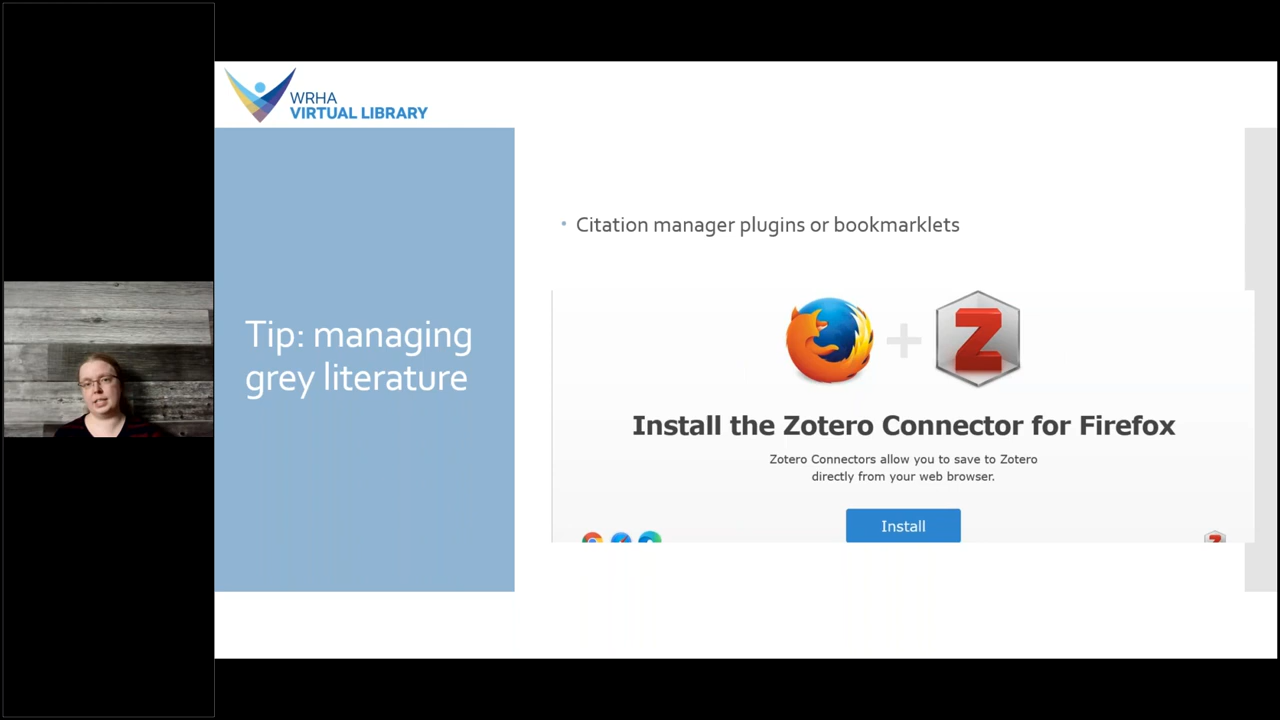 WRHA
VIRTUAL LIBRARY
Tip: managing
grey literature
• Citation manager plugins or bookmarklets
Z
Install the Zotero Connector for Firefox
Zotero Connectors allow you to save to Zotero
directly from your web browser.
Install